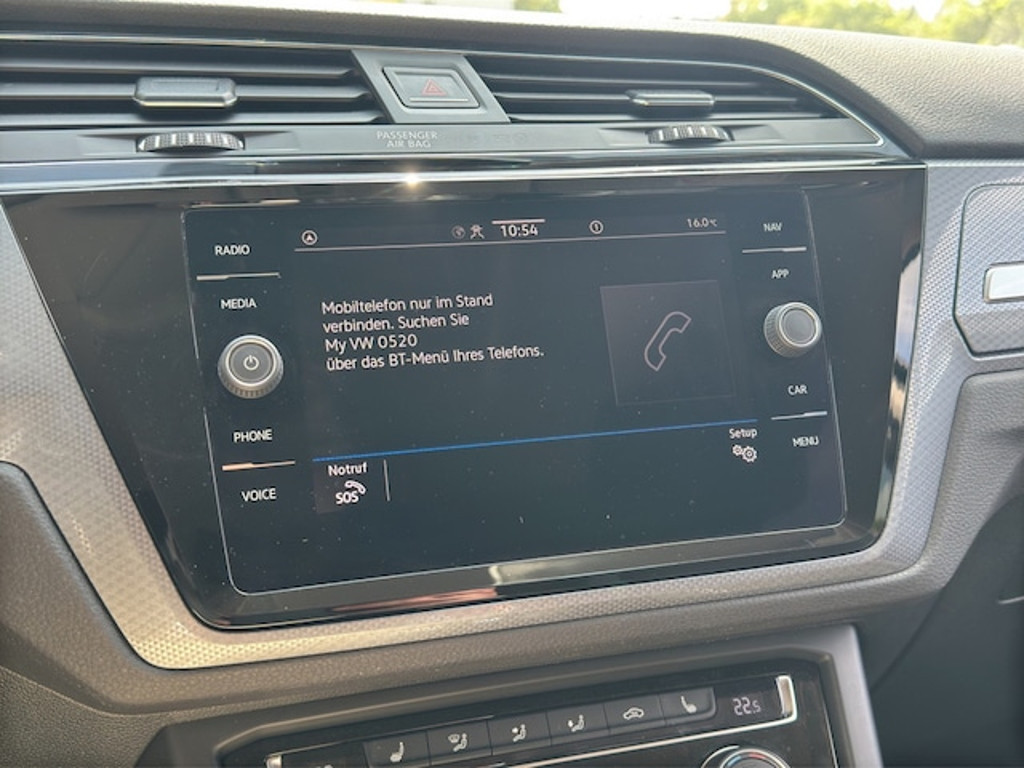 PASSENGER
AIR BAG
RADIO
MEDIA
PHONE
VOICE
10:54
16.0°C
Mobiltelefon nur im Stand
verbinden. Suchen Sie
My VW 0520
über das BT-Menü Ihres Telefons.
Notruf
SOS
Setup
NAV
APP
CAR
MENU
22.5